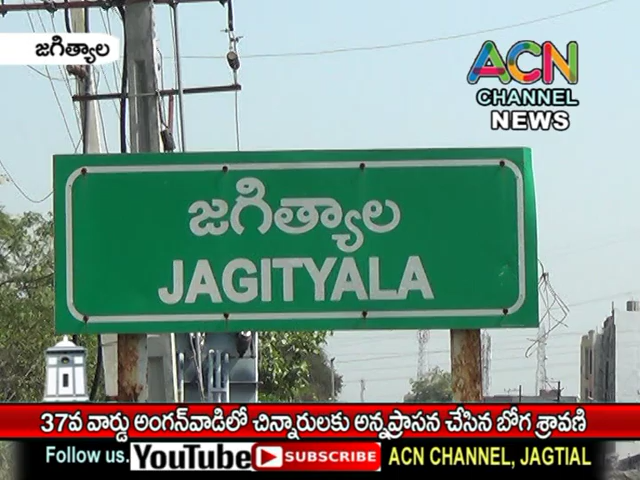 జగిత్యాల
ACN
CHANNEL
NEWS
జగిత్యాల
JAGITYALA
37వ వార్డు అంగన్‌వాడిలో చిన్నారులకు అన్నప్రాసన చేసిన బోగ శ్రావణి
Follow us. YouTube SUBSCRIBE ACN CHANNEL, JAGTIAL